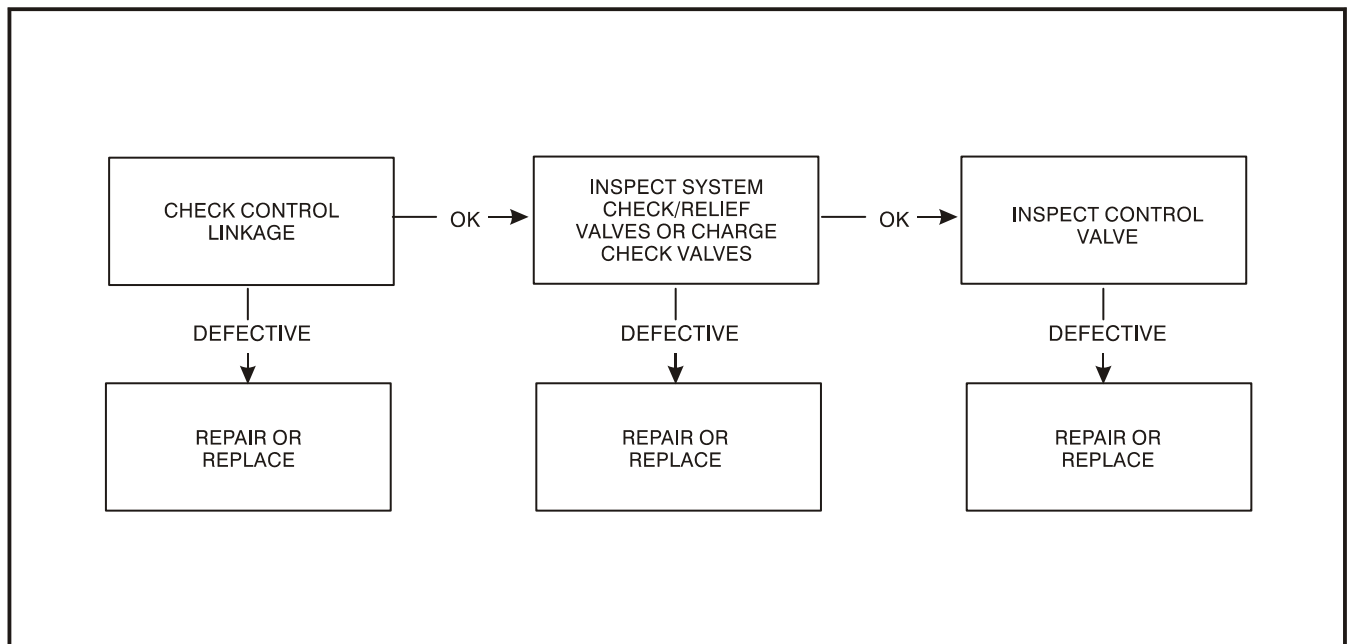 CHECK CONTROL
LINKAGE
OK
INSPECT SYSTEM
CHECK/RELIEF
VALVES OR CHARGE
CHECK VALVES
OK
INSPECT CONTROL
VALVE
DEFECTIVE
DEFECTIVE
DEFECTIVE
REPAIR OR
REPLACE
REPAIR OR
REPLACE
REPAIR OR
REPLACE